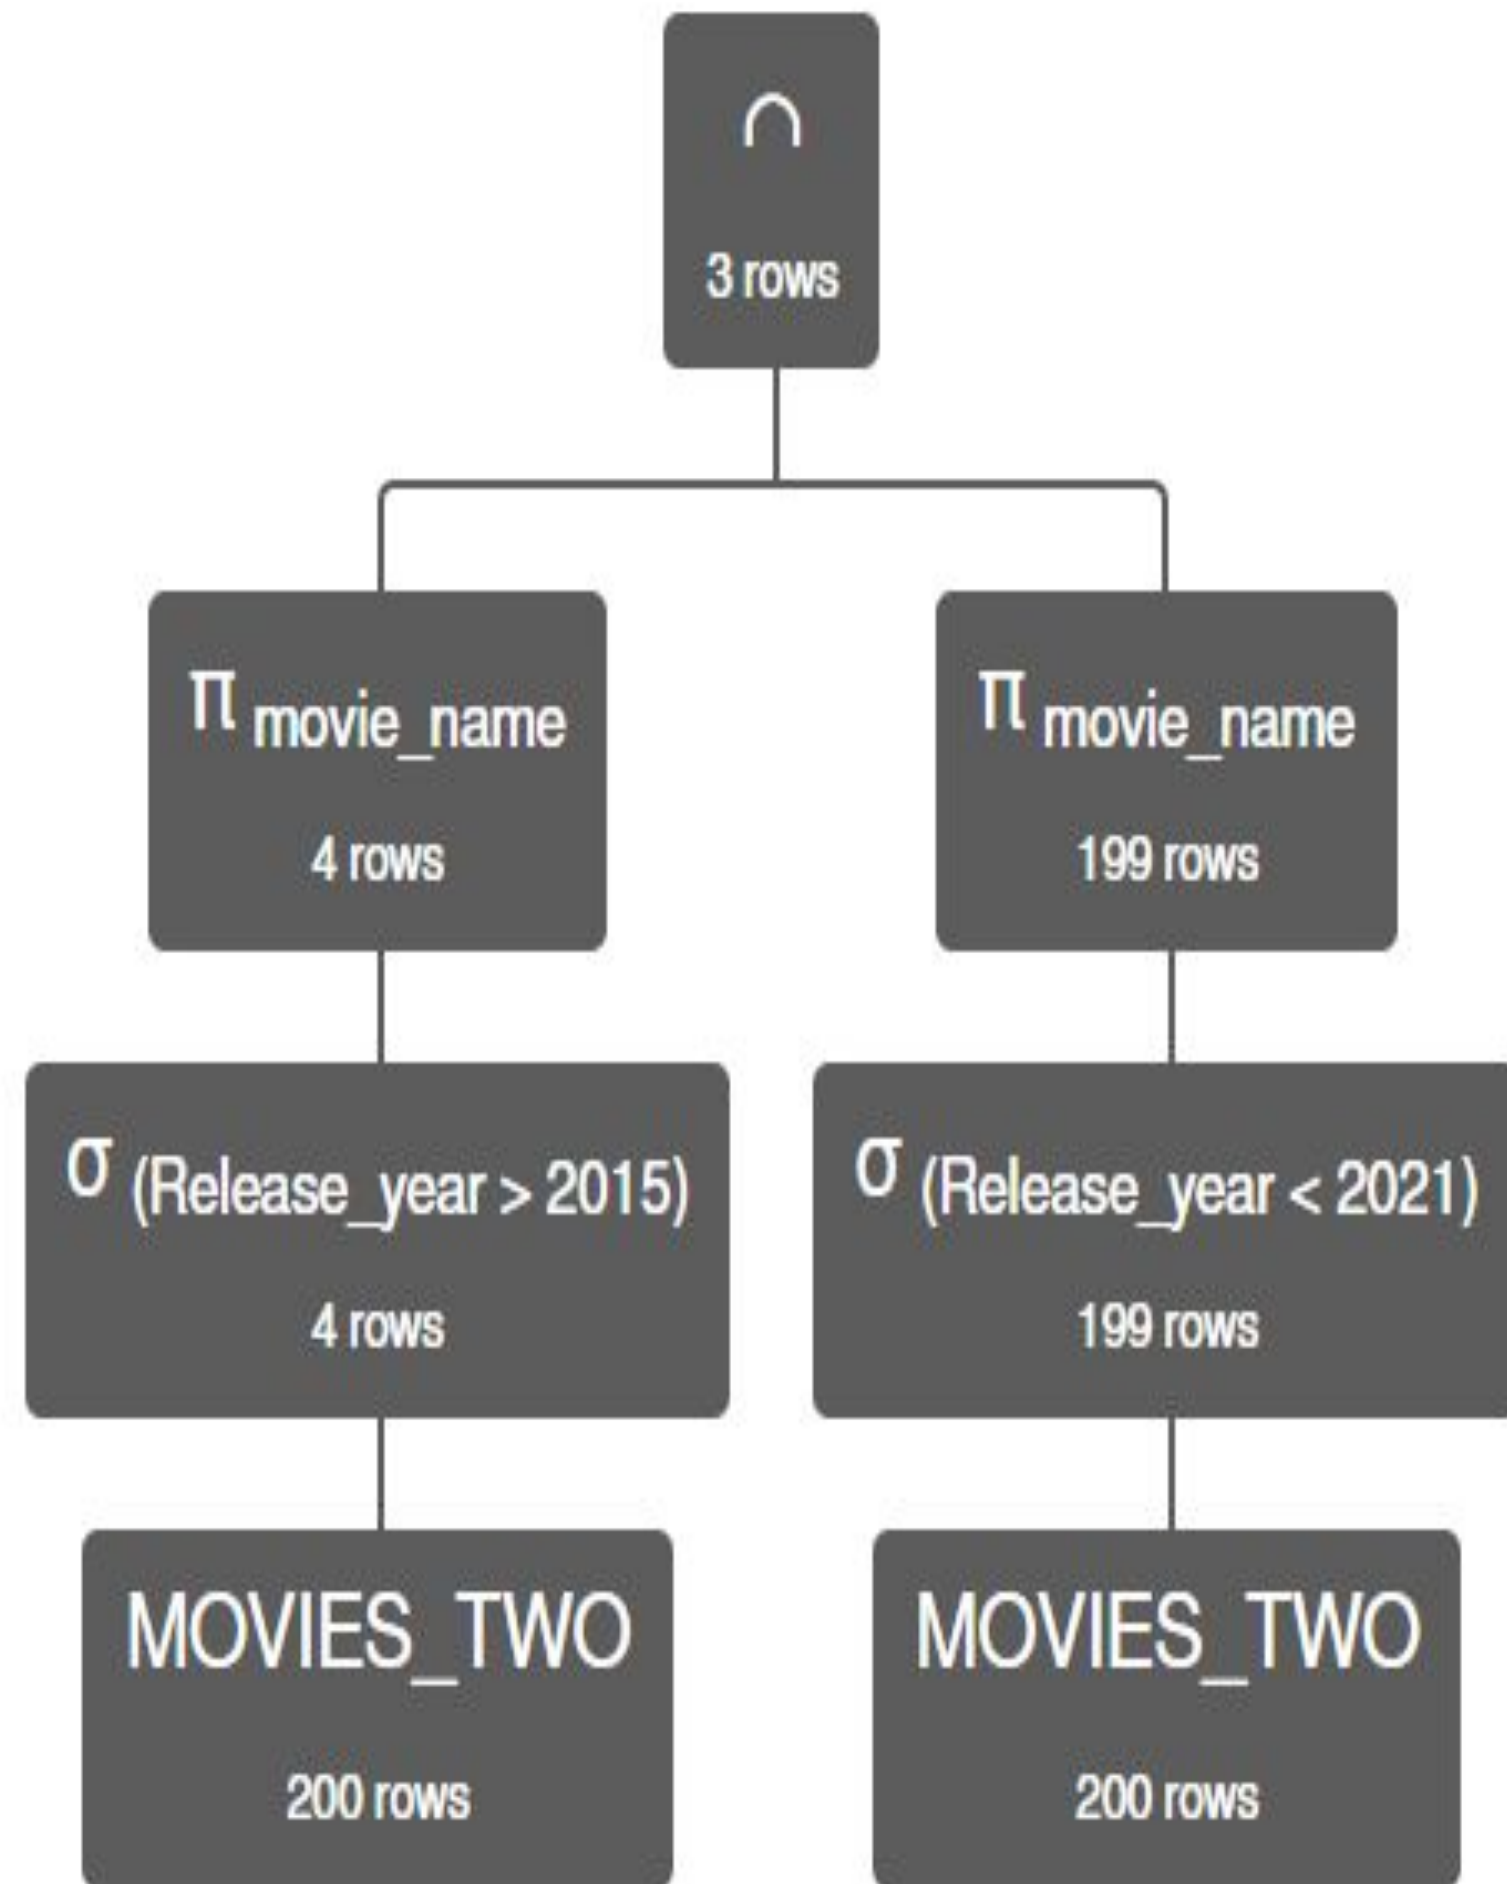 ∩
3 rows
π movie_name
4 rows
π movie_name
199 rows
σ (Release_year > 2015)
4 rows
σ (Release_year < 2021)
199 rows
MOVIES_TWO
200 rows
MOVIES_TWO
200 rows